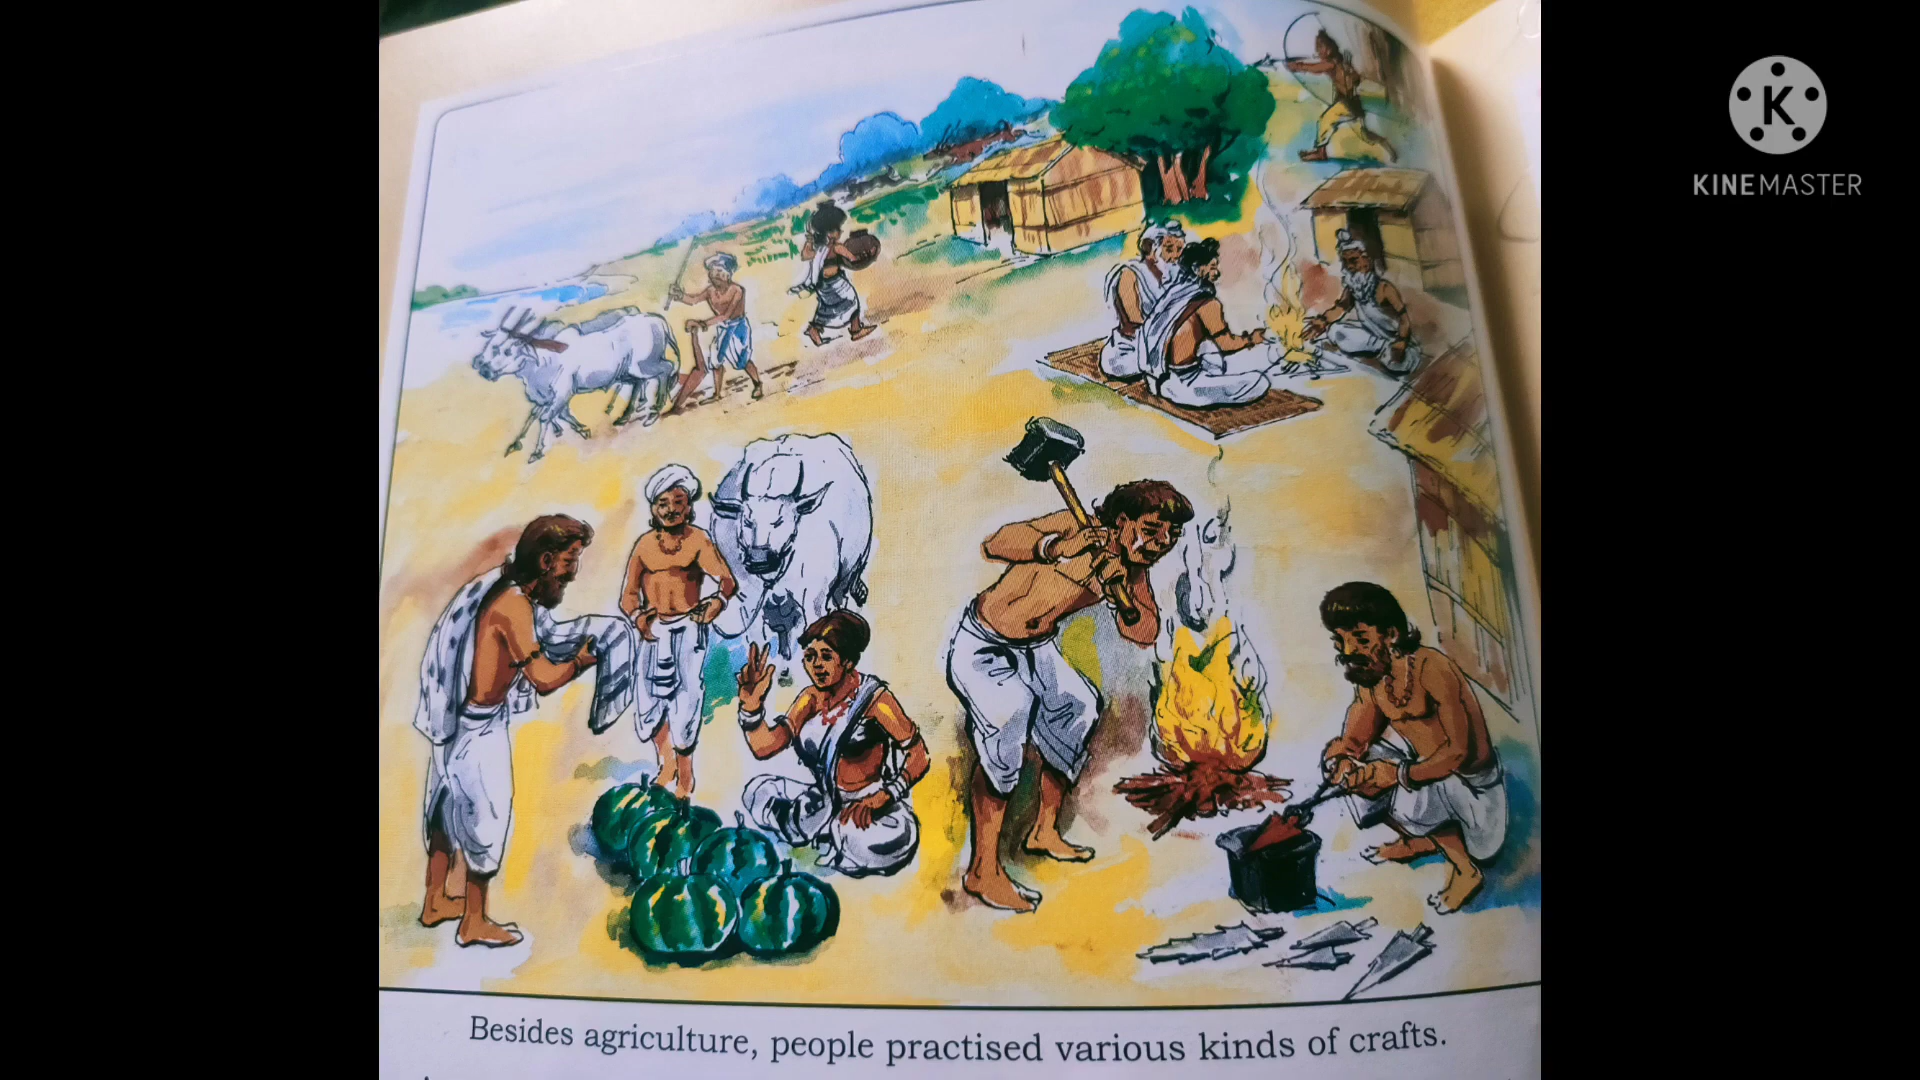 K
KINEMASTER
Besides agriculture, people practised various kinds of crafts.